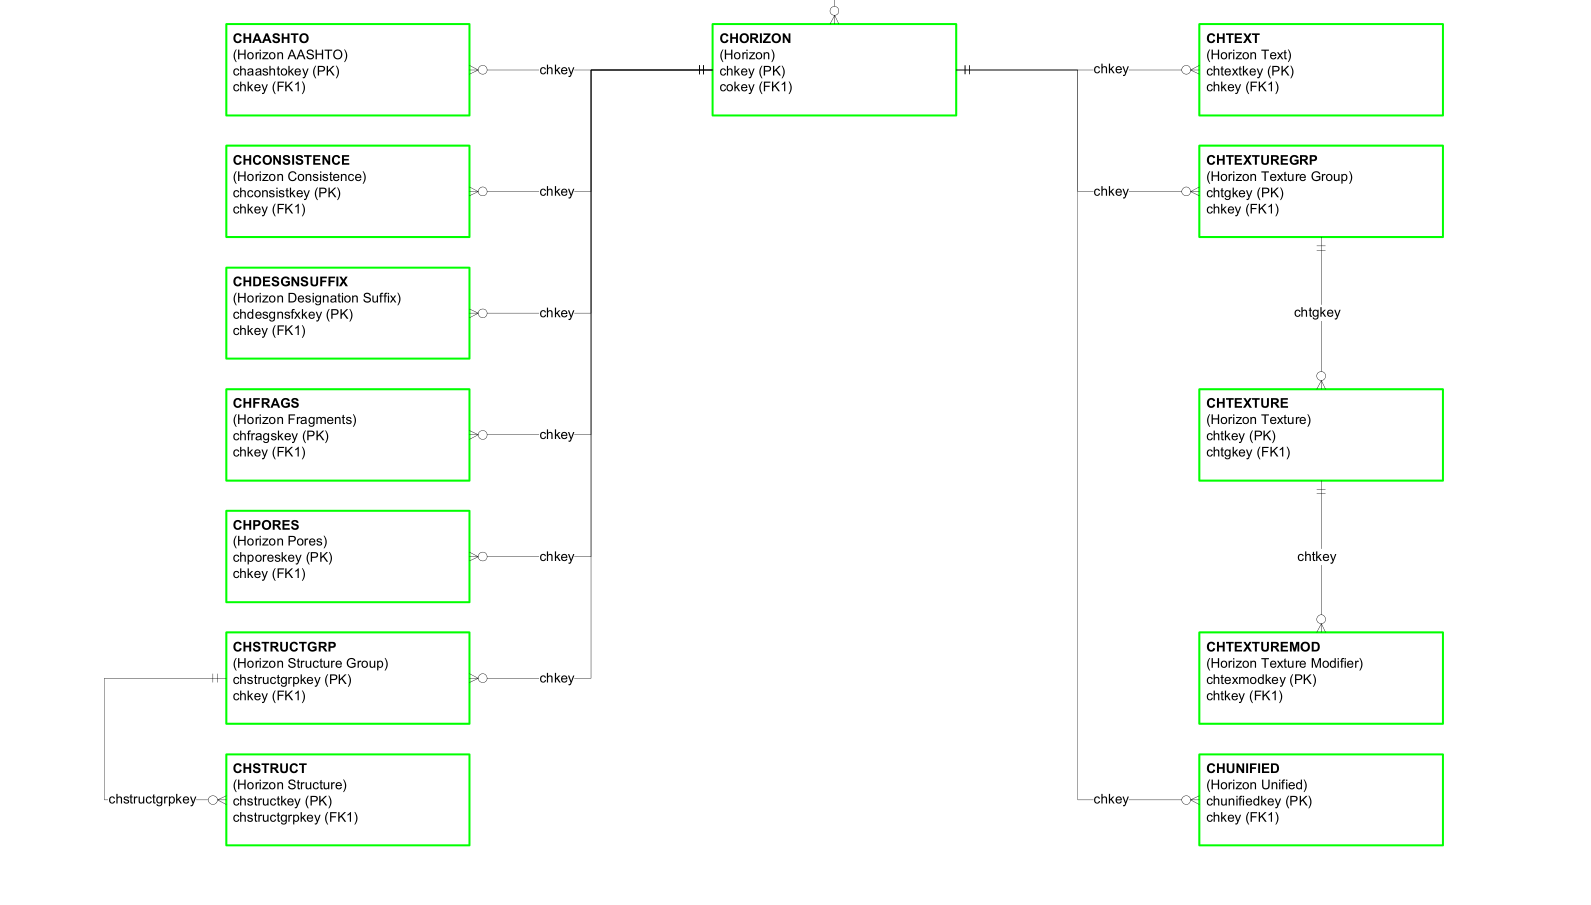 CHAASHTO
(Horizon AASHTO)
chaashtokey (PK)
chkey (FK1)
chkey
CHORIZON
(Horizon)
chkey (PK)
cokey (FK1)
chkey
CHTEXT
(Horizon Text)
chtextkey (PK)
chkey (FK1)
CHCONSISTENCE
(Horizon Consistence)
chconsistkey (PK)
chkey (FK1)
chkey
chkey
CHTEXTUREGRP
(Horizon Texture Group)
chtgkey (PK)
chkey (FK1)
CHDESGNSUFFIX
(Horizon Designation Suffix)
chdesgnsfxkey (PK)
chkey (FK1)
chkey
chtgkey
CHFRAGS
(Horizon Fragments)
chfragskey (PK)
chkey (FK1)
chkey
CHTEXTURE
(Horizon Texture)
chtkey (PK)
chtgkey (FK1)
CHPORES
(Horizon Pores)
chporeskey (PK)
chkey (FK1)
chkey
chtkey
CHSTRUCTGRP
(Horizon Structure Group)
chstructgrpkey (PK)
chkey (FK1)
chkey
CHTEXTUREMOD
(Horizon Texture Modifier)
chtexmodkey (PK)
chtkey (FK1)
chstructgrpkey
CHSTRUCT
(Horizon Structure)
chstructkey (PK)
chstructgrpkey (FK1)
chkey
CHUNIFIED
(Horizon Unified)
chunifiedkey (PK)
chkey (FK1)